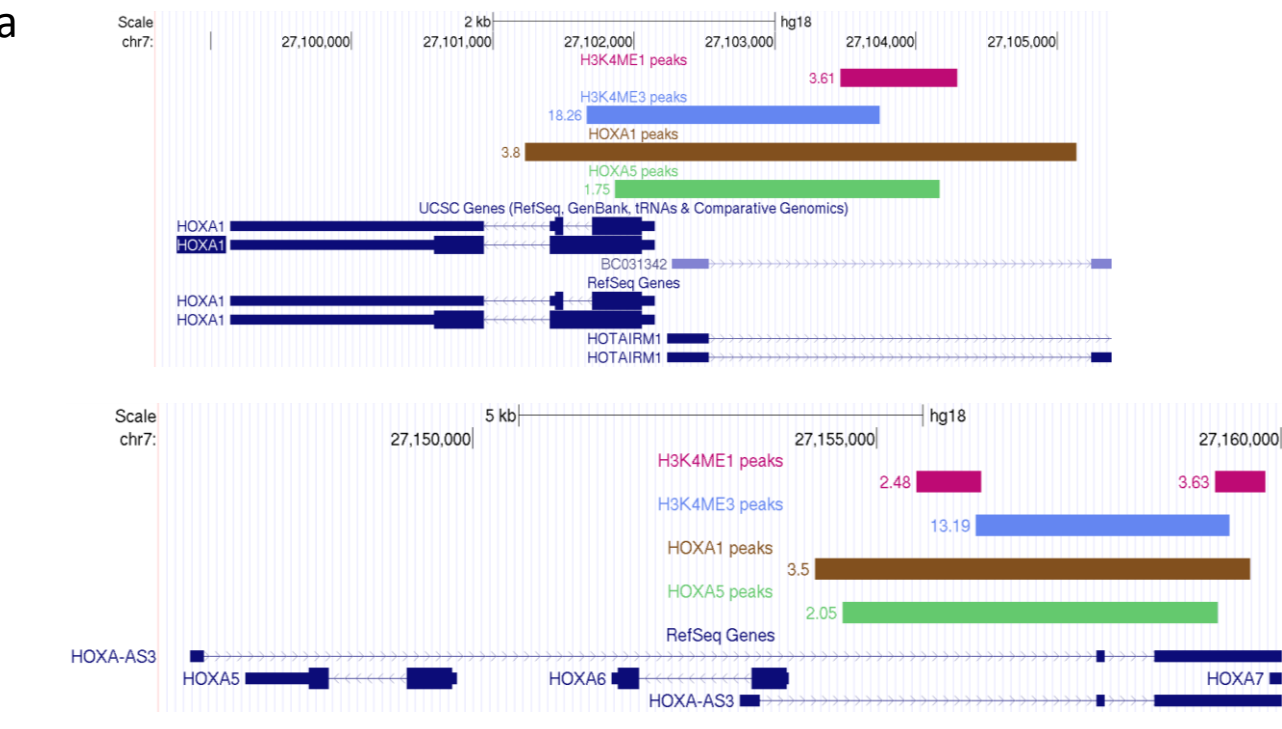 a
Scale 2 kb hg18
chr7: 27,100,000 27,101,000 27,102,000 27,103,000 27,104,000 27,105,000
H3K4ME1 peaks
3.61
H3K4ME3 peaks
18.26
HOXA1 peaks
3.8
HOXA5 peaks
1.75
UCSC Genes (RefSeq, GenBank, tRNAs & Comparative Genomics)
HOXA1
HOXA1
BC031342
RefSeq Genes
HOXA1
HOXA1
HOTAIRM1
HOTAIRM1
Scale 5 kb hg18
chr7: 27,150,000 27,155,000 27,160,000
H3K4ME1 peaks
2.48 3.63
H3K4ME3 peaks
13.19
HOXA1 peaks
3.5
HOXA5 peaks
2.05
RefSeq Genes
HOXA-AS3
HOXA5 HOXA6 HOXA7
HOXA-AS3